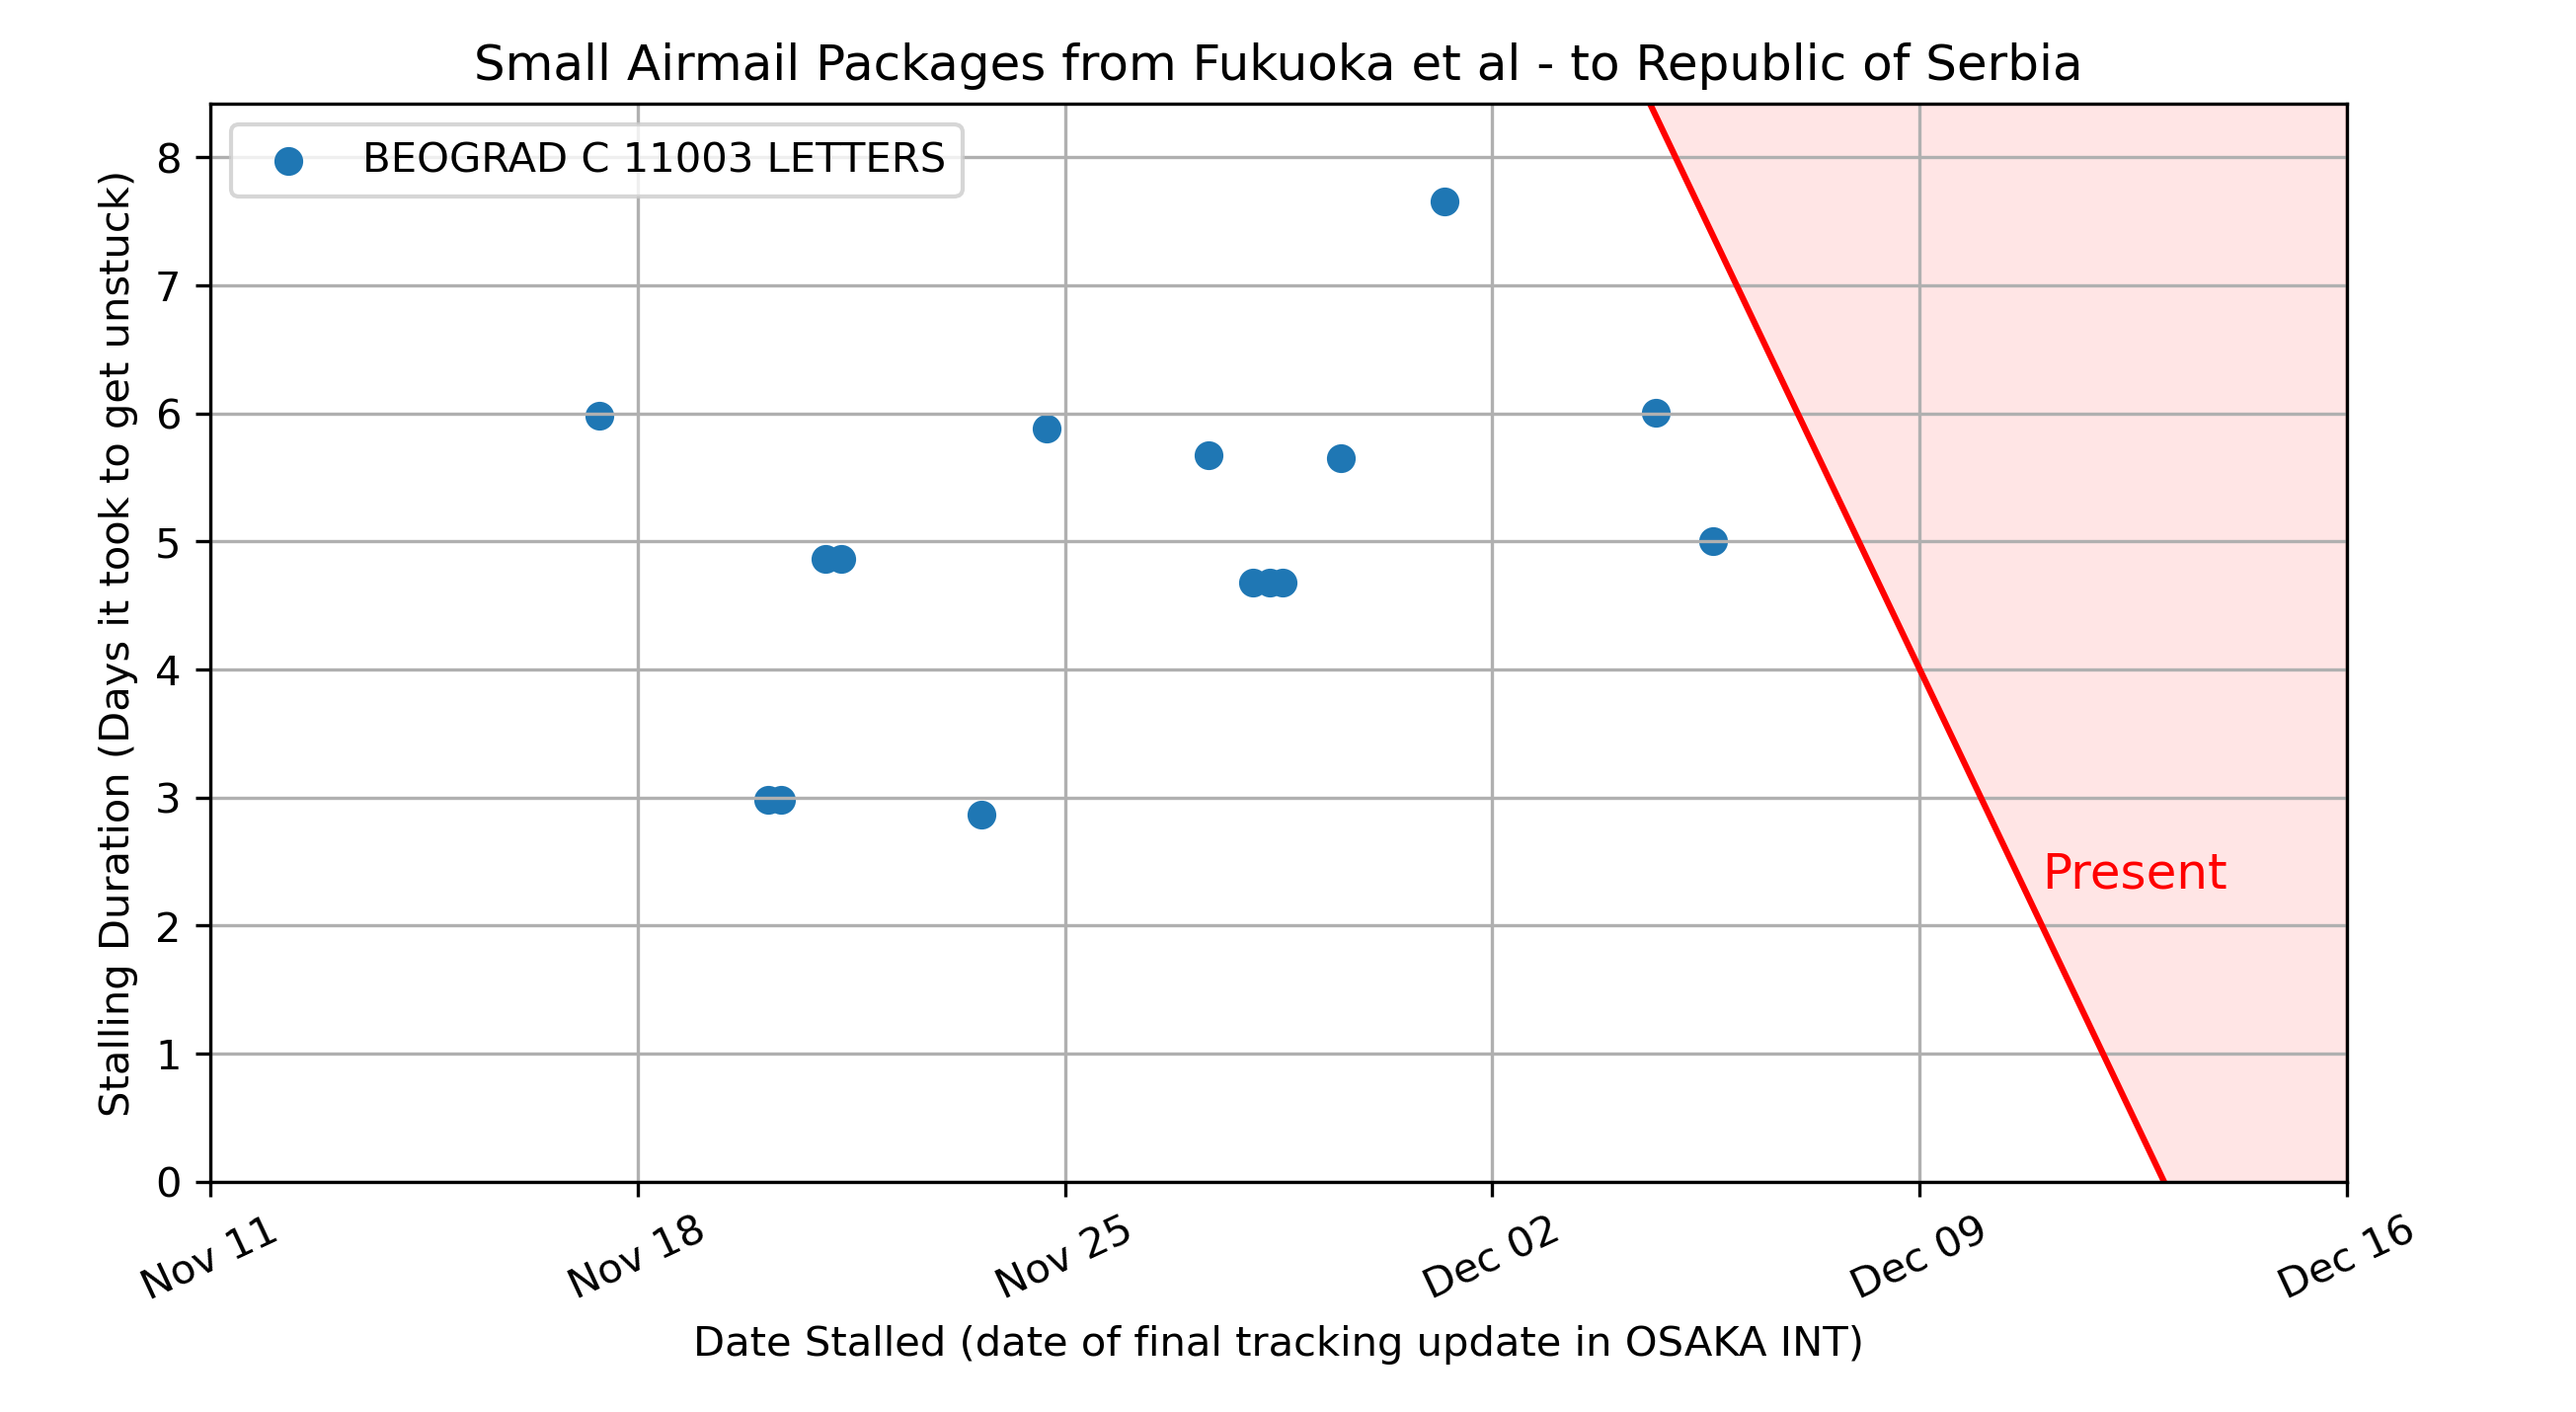 Small Airmail Packages from Fukuoka et al - to Republic of Serbia
BEOGRAD C 11003 LETTERS
Stalling Duration (Days it took to get unstuck)
8
7
6
5
4
3
2
1
0
Present
Nov 11
Nov 18
Nov 25
Dec 02
Dec 09
Dec 16
Date Stalled (date of final tracking update in OSAKA INT)